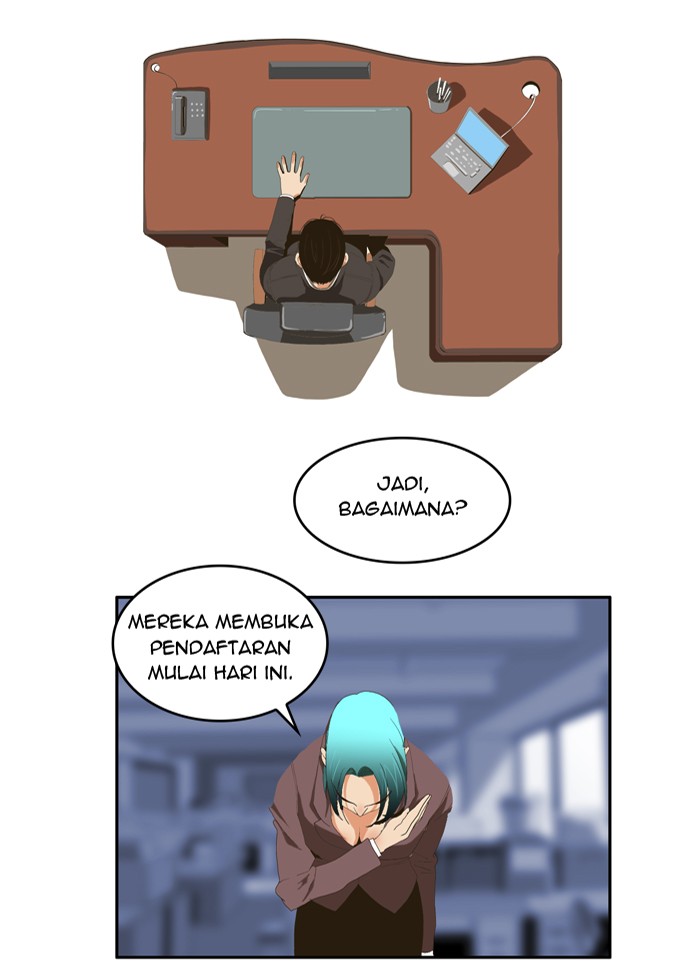 JADI,
BAGAIMANA?
MEREKA MEMBUKA
PENDAFTARAN
MULAI HARI INI.